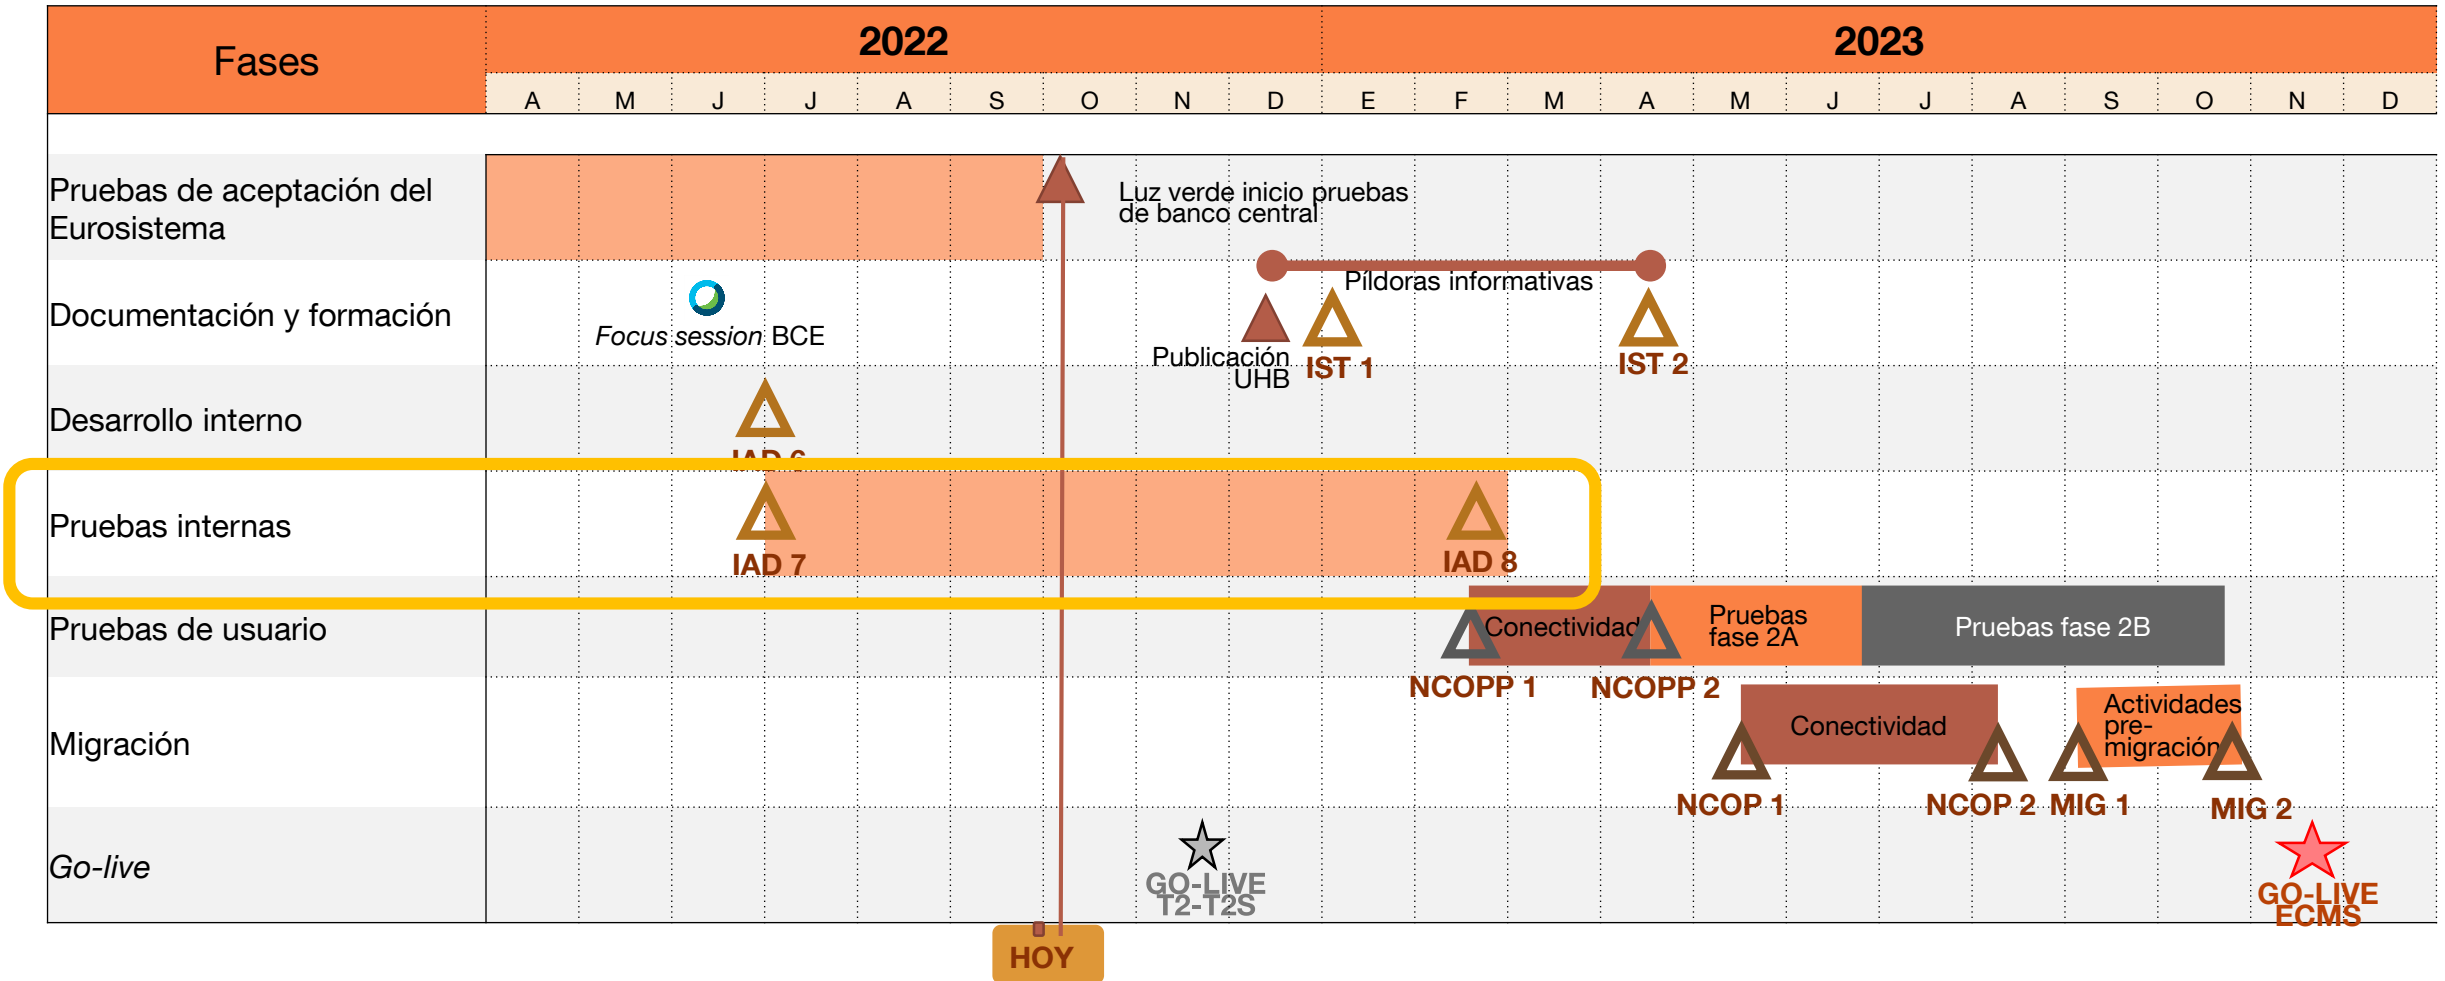 Fases
2022
2023
A M J J A S O N D E F M A M J J A S O N D
Pruebas de aceptación del
Eurosistema
Luz verde inicio pruebas
de banco central
Documentación y formación
Focus session BCE
Píldoras informativas
Publicación
UHB
IST 1
IST 2
Desarrollo interno
IAD 6
Pruebas internas
IAD 7
IAD 8
Pruebas de usuario
Conectividad
Pruebas
fase 2A
Pruebas fase 2B
NCOPP 1
NCOPP 2
Migración
Conectividad
Actividades
pre-
migración
NCOP 1
NCOP 2
MIG 1
MIG 2
Go-live
GO-LIVE
T2-T2S
GO-LIVE
ECMS
HOY